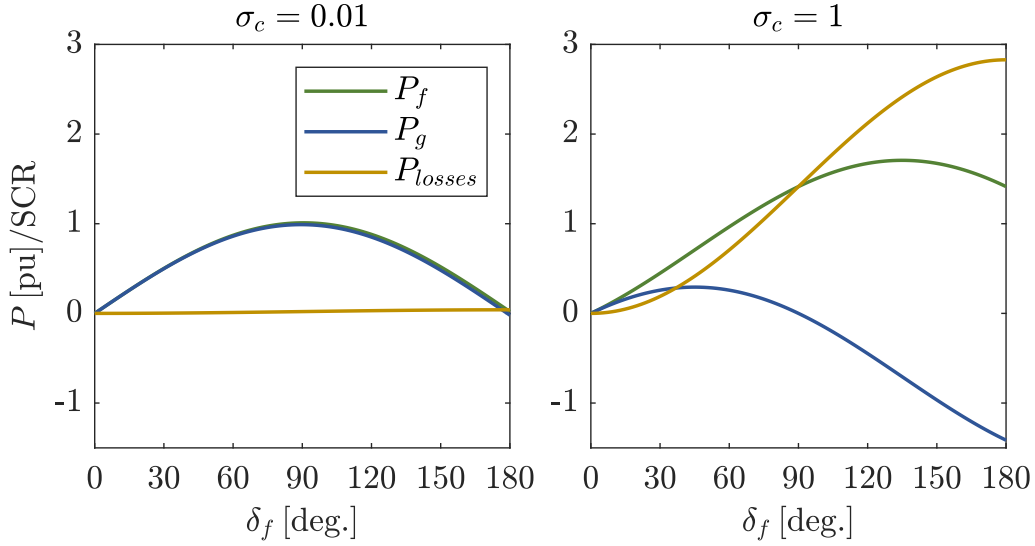 σ_c = 0.01
σ_c = 1
P [pu]/SCR
3
2
1
0
-1
P_f
P_g
P_losses
0 30 60 90 120 150 180
δ_f [deg.]
3
2
1
0
-1
0 30 60 90 120 150 180
δ_f [deg.]